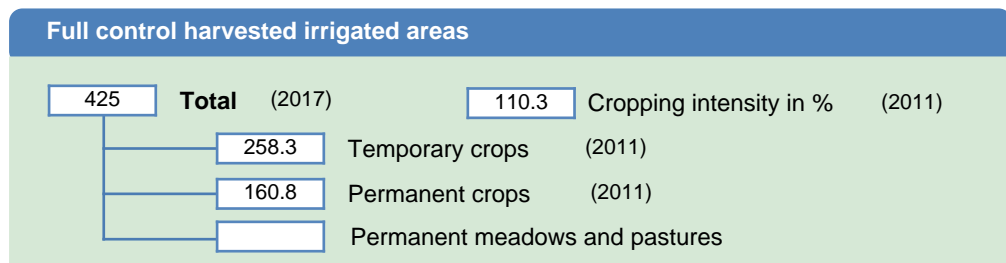 Full control harvested irrigated areas
425 Total (2017) 110.3 Cropping intensity in % (2011)
258.3 Temporary crops (2011)
160.8 Permanent crops (2011)
Permanent meadows and pastures